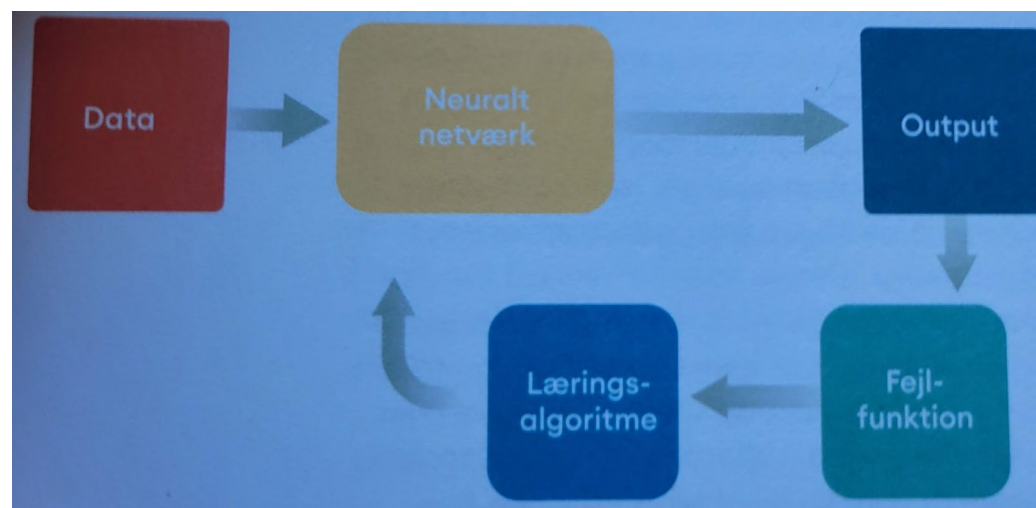 Data
Neuralt
netværk
Output
Lærings-
algoritme
Fejl-
funktion